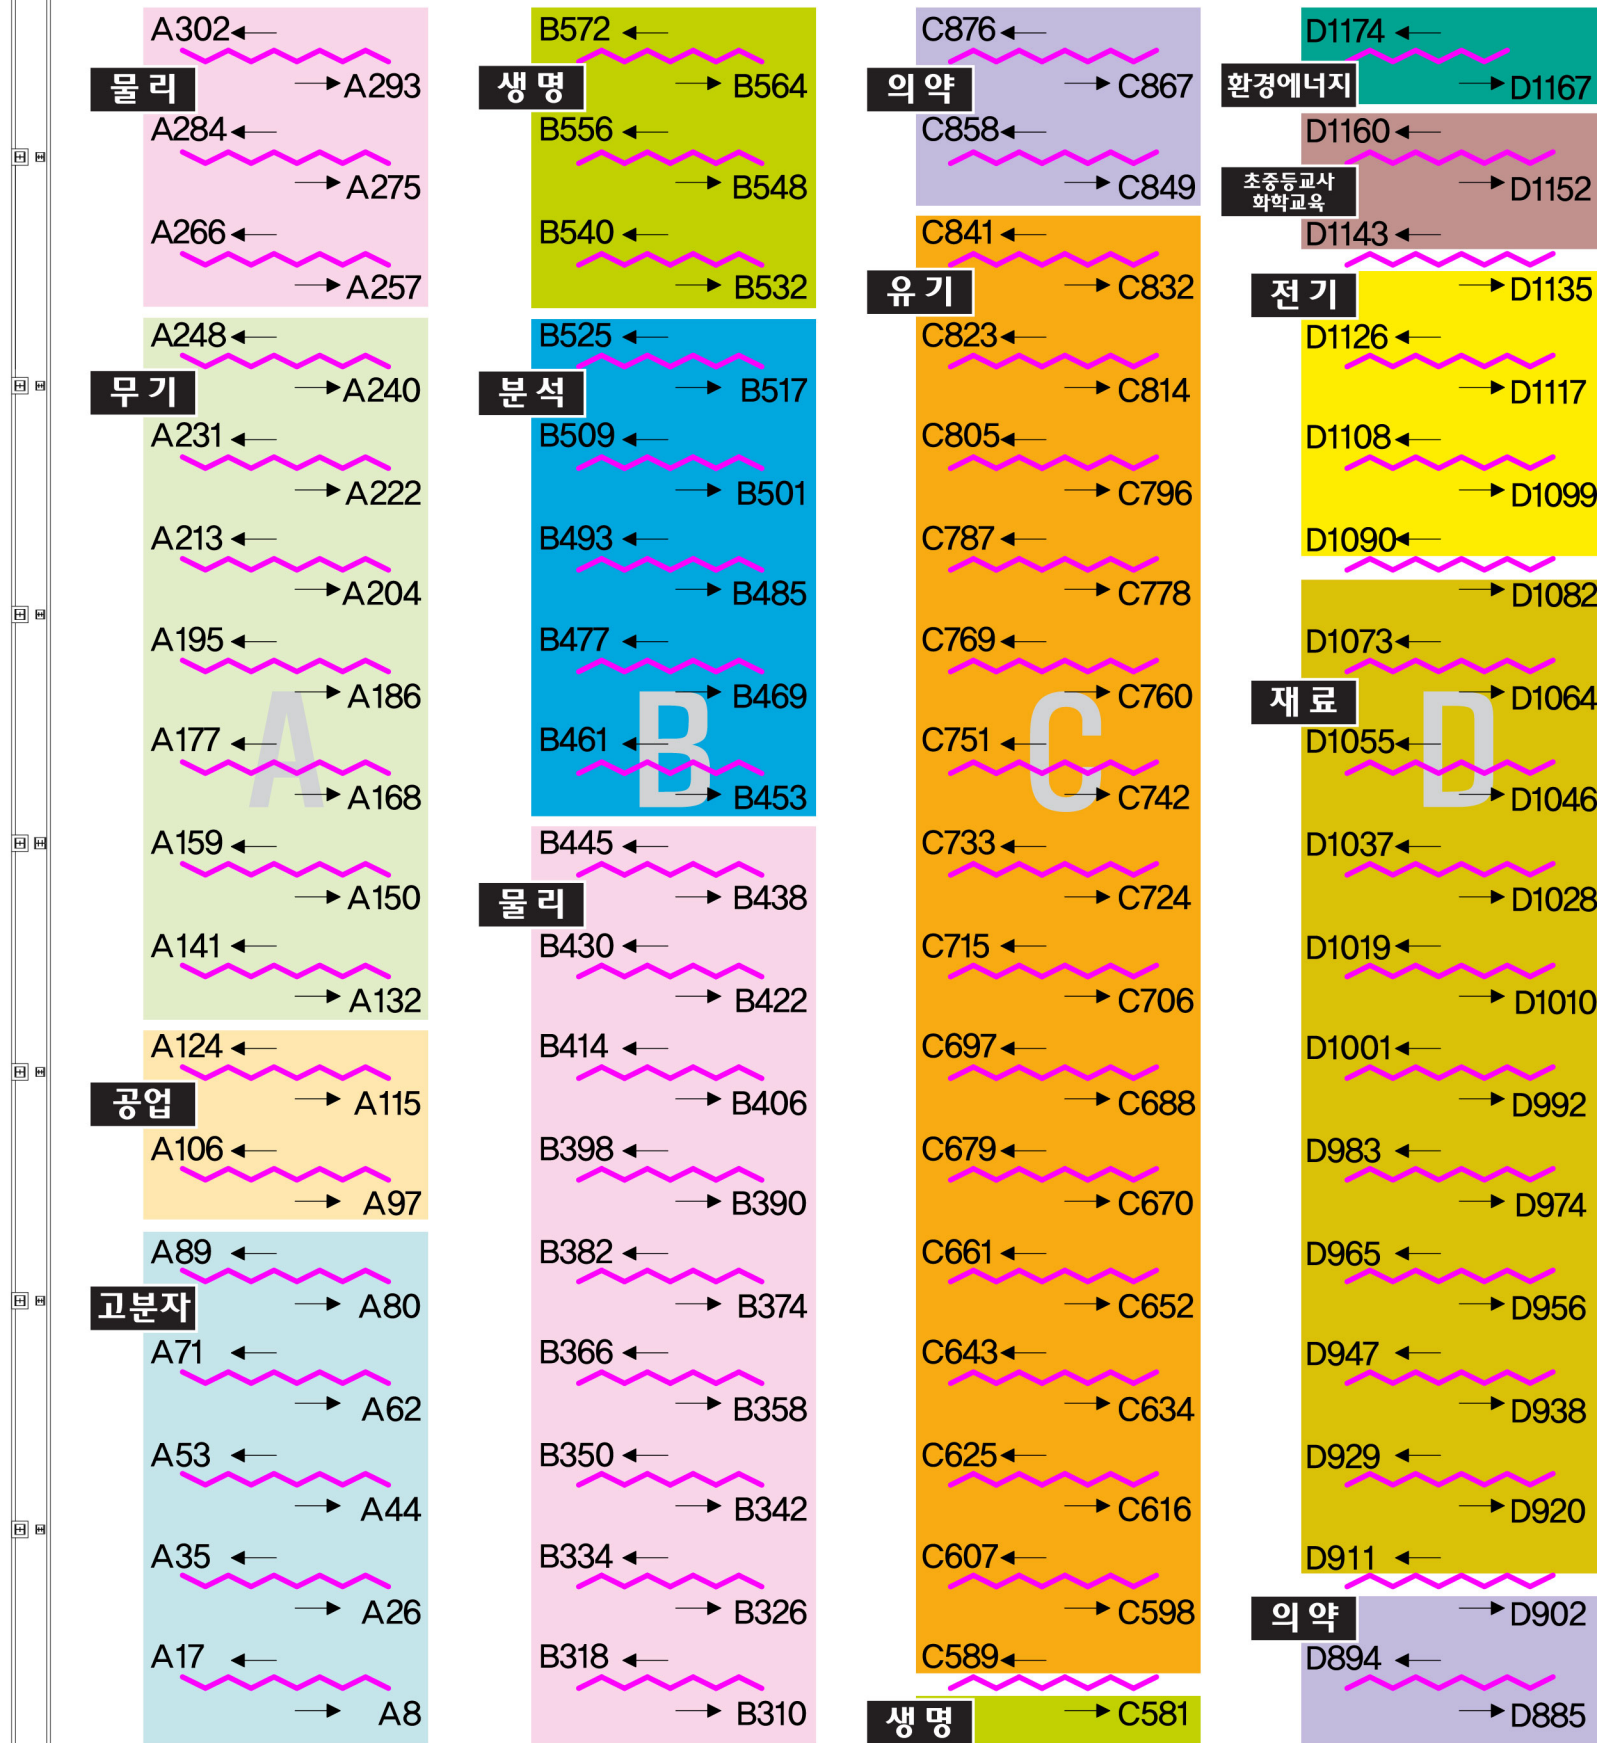 A302
물리
A293
A284
A275
A266
A257
A248
무기
A240
A231
A222
A213
A204
A195
A186
A177
A
A168
A159
A150
A141
A132
A124
공업
A115
A106
A97
A89
고분자
A80
A71
A62
A53
A44
A35
A26
A17
A8
B572
생명
B564
B556
B548
B540
B532
B525
분석
B517
B509
B501
B493
B485
B477
B469
B461
B
B453
B445
물리
B438
B430
B422
B414
B406
B398
B390
B382
B374
B366
B358
B350
B342
B334
B326
B318
B310
C876
의약
C867
C858
C849
C841
유기
C832
C823
C814
C805
C796
C787
C778
C769
C760
C751
C
C742
C733
C724
C715
C706
C697
C688
C679
C670
C661
C652
C643
C634
C625
C616
C607
C598
C589
생명
C581
D1174
환경에너지
D1167
D1160
초중등교사
화학교육
D1152
D1143
전기
D1135
D1126
D1117
D1108
D1099
D1090
D1082
D1073
재료
D1064
D1055
D
D1046
D1037
D1028
D1019
D1010
D1001
D992
D983
D974
D965
D956
D947
D938
D929
D920
D911
의약
D902
D894
D885